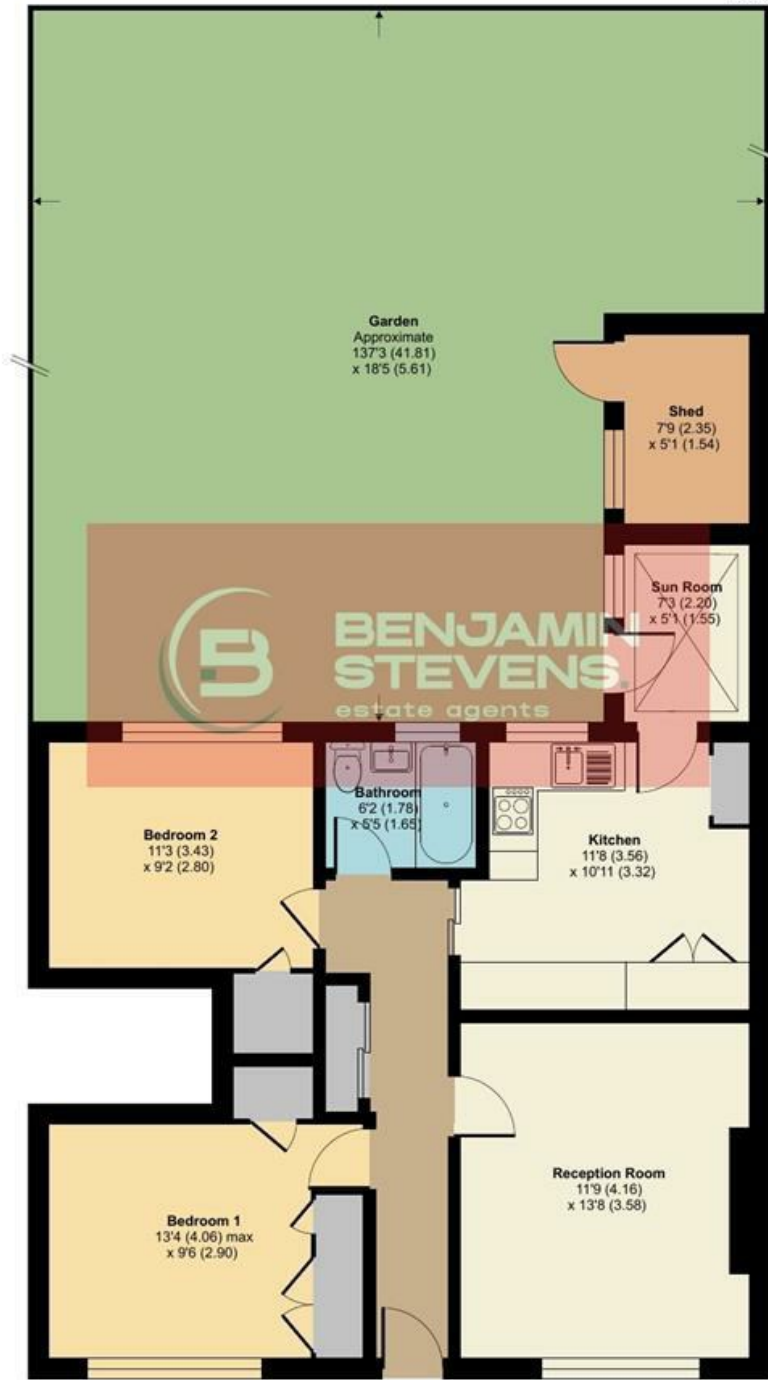 Garden
Approximate
137'3 (41.81)
x 18'5 (5.61)
Shed
7'9 (2.35)
x 5'1 (1.54)
Sun Room
7'3 (2.20)
x 5'1 (1.55)
BENJAMIN
STEVENS.
estate agents
Bathroom
6'2 (1.78)
x 5'5 (1.65)
Bedroom 2
11'3 (3.43)
x 9'2 (2.80)
Kitchen
11'8 (3.56)
x 10'11 (3.32)
Reception Room
11'9 (4.16)
x 13'8 (3.58)
Bedroom 1
13'4 (4.06) max
x 9'6 (2.90)